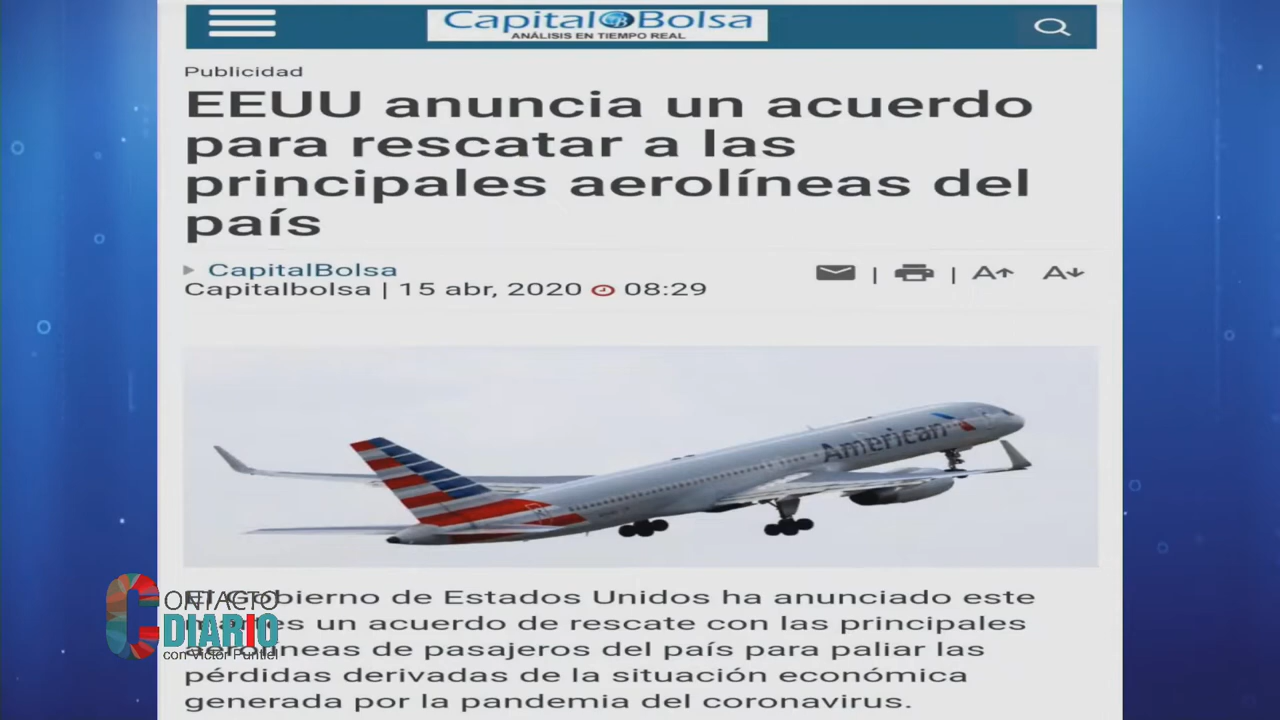 Capital Bolsa
ANÁLISIS EN TIEMPO REAL
Publicidad
EEUU anuncia un acuerdo
para rescatar a las
principales aerolíneas del
país
CapitalBolsa
Capitalbolsa | 15 abr, 2020 08:29
| | A A
American
El Gobierno de Estados Unidos ha anunciado este
martes un acuerdo de rescate con las principales
aerolíneas de pasajeros del país para paliar las
pérdidas derivadas de la situación económica
generada por la pandemia del coronavirus.
CONTACTO
DIARIO
con Víctor Puntiel